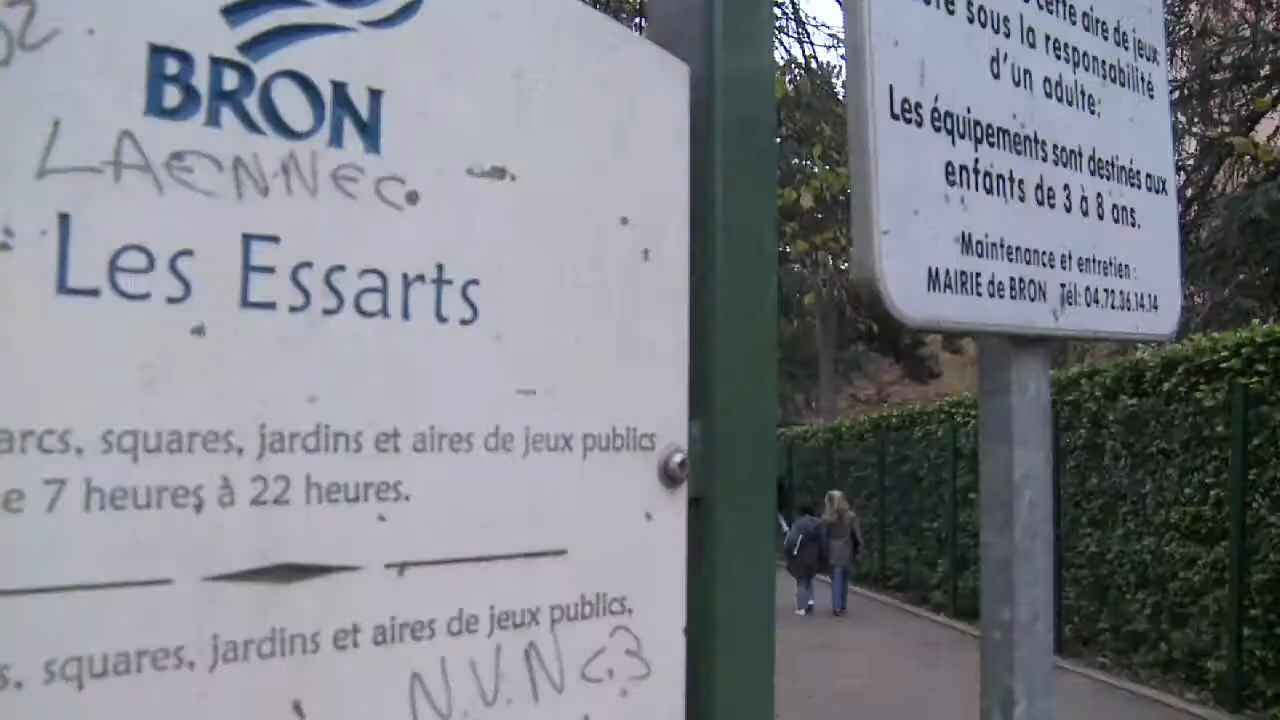 BRON
LAENNEC.
Les Essarts
arcs, squares, jardins et aires de jeux publics
e 7 heures à 22 heures.
s, squares, jardins et aires de jeux publics,
N.V.N
cette aire de jeux
sous la responsabilité
d'un adulte:
Les équipements sont destinés aux
enfants de 3 à 8 ans.
Maintenance et entretien:
MAIRIE de BRON Tél: 04.72.36.14.14